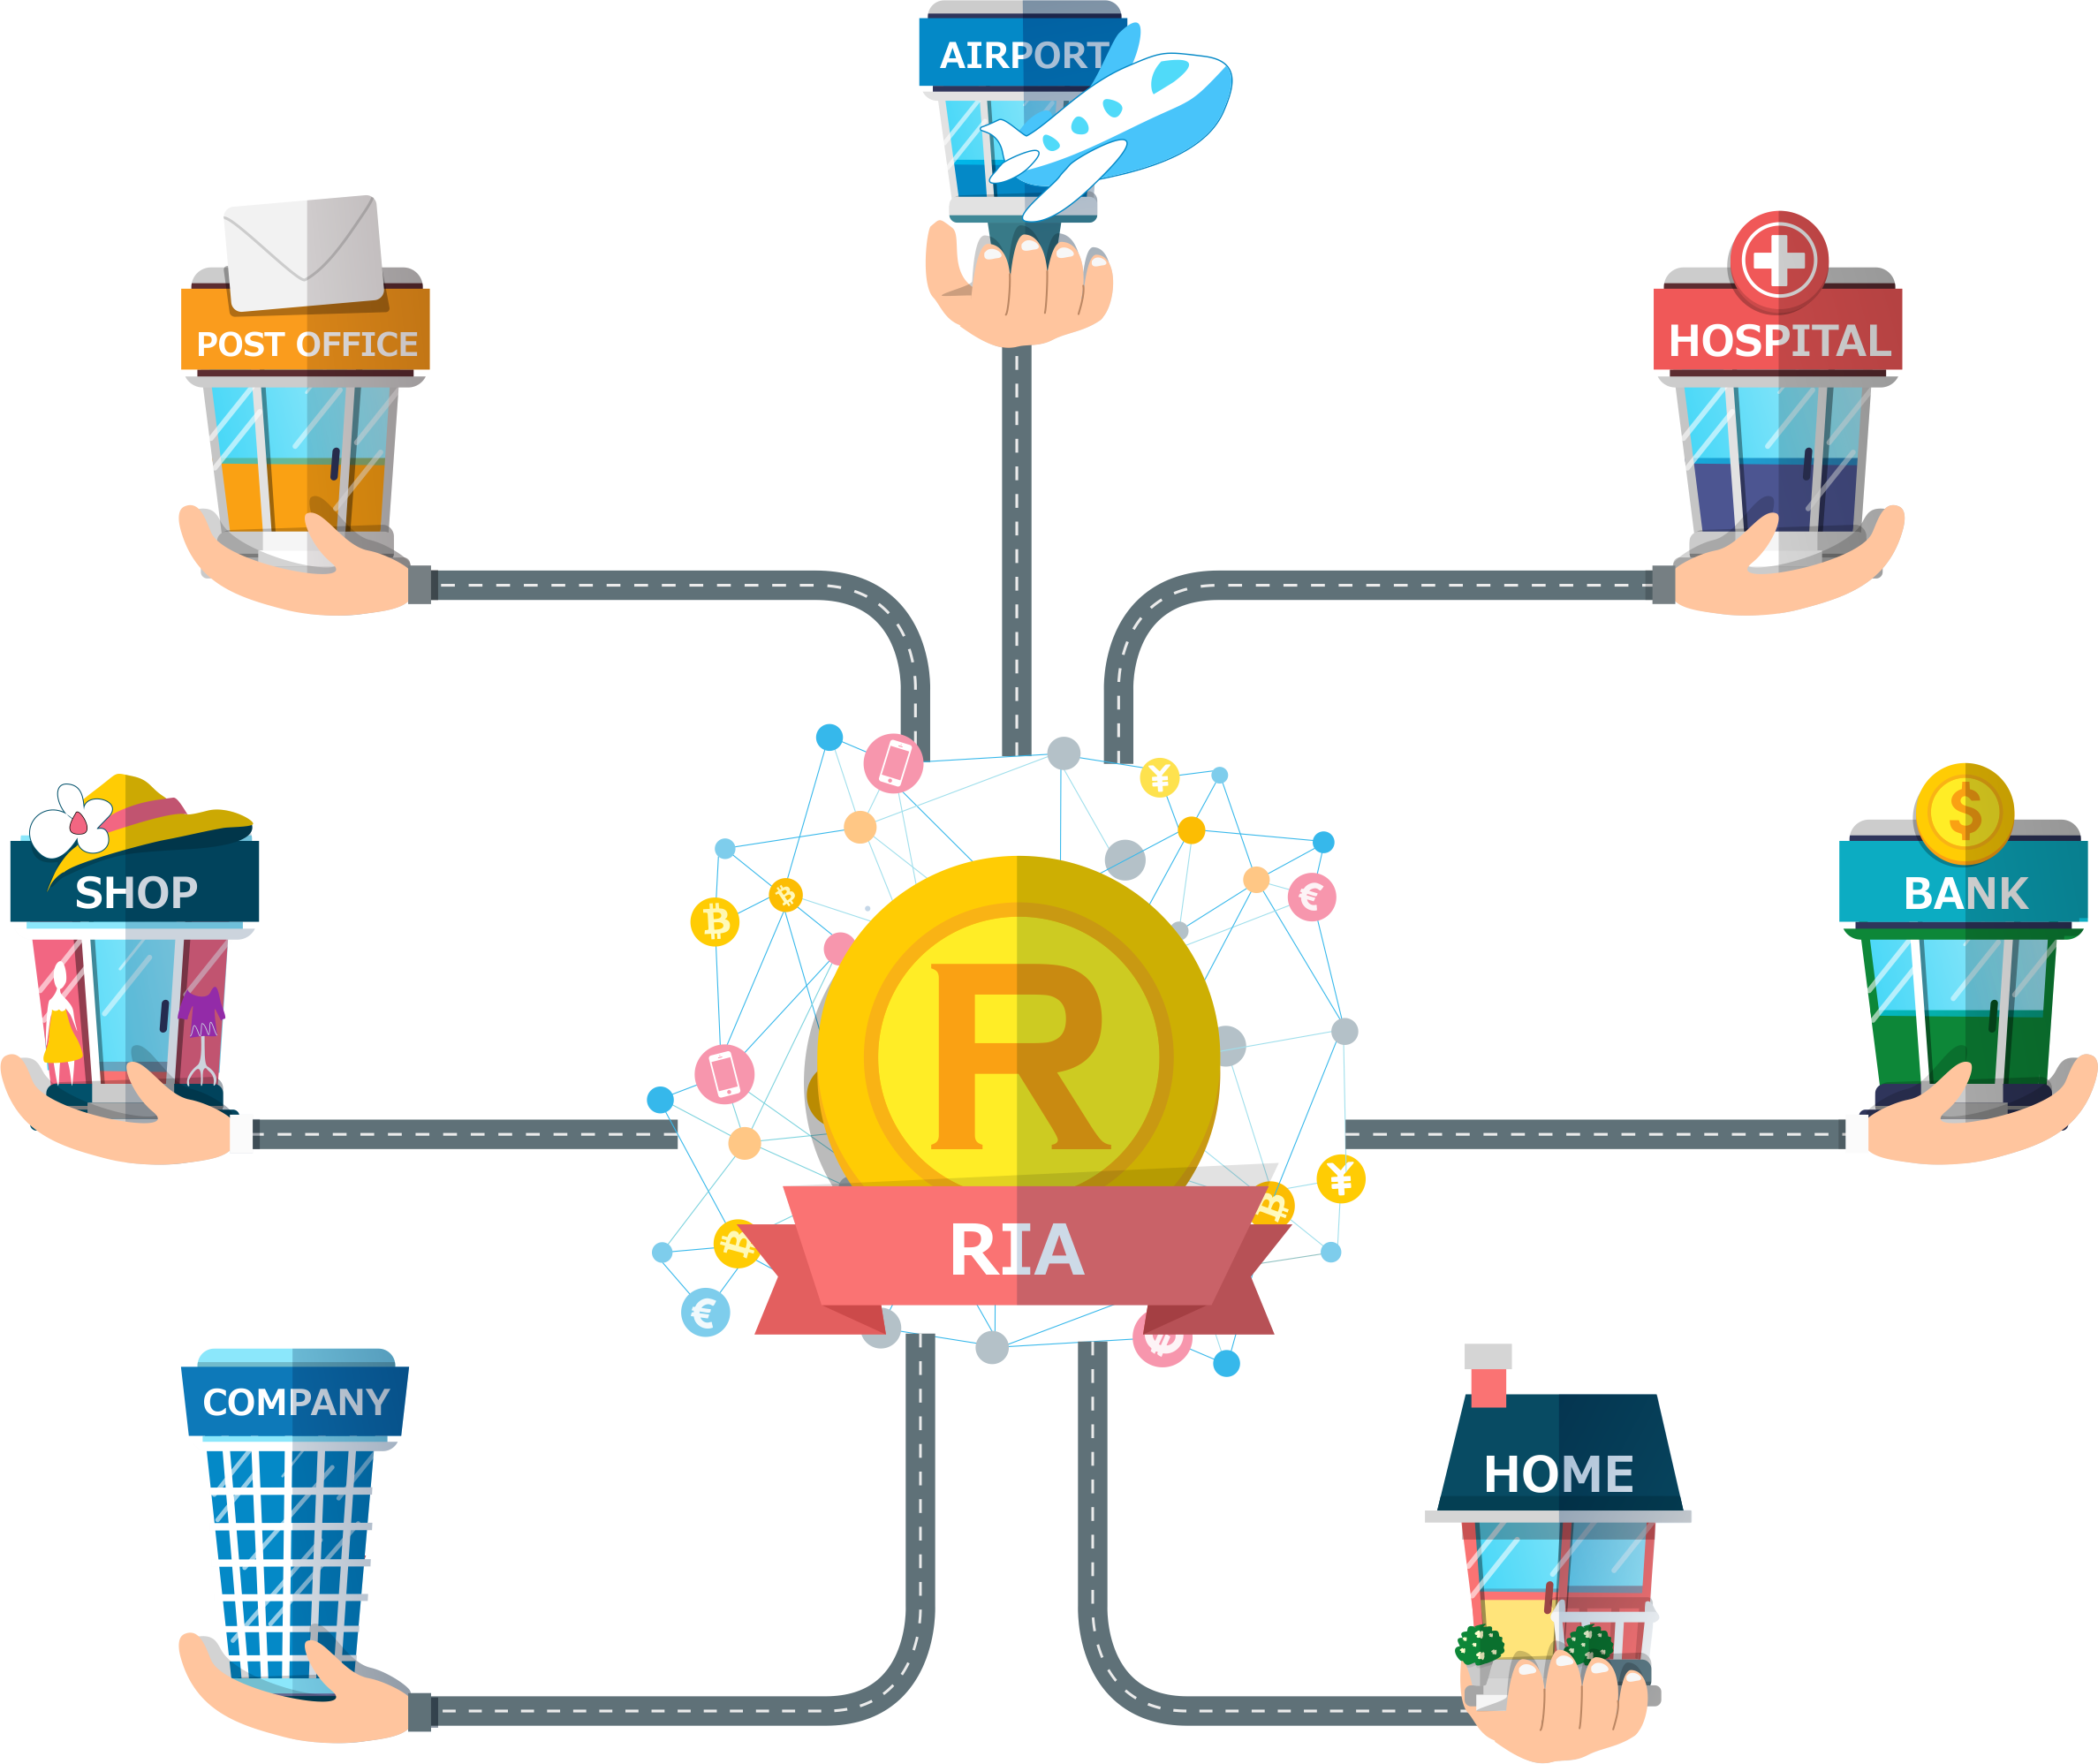 AIRPORT
POST OFFICE
HOSPITAL
SHOP
BANK
$
¥
€
R
¥
RIA
€
COMPANY
HOME